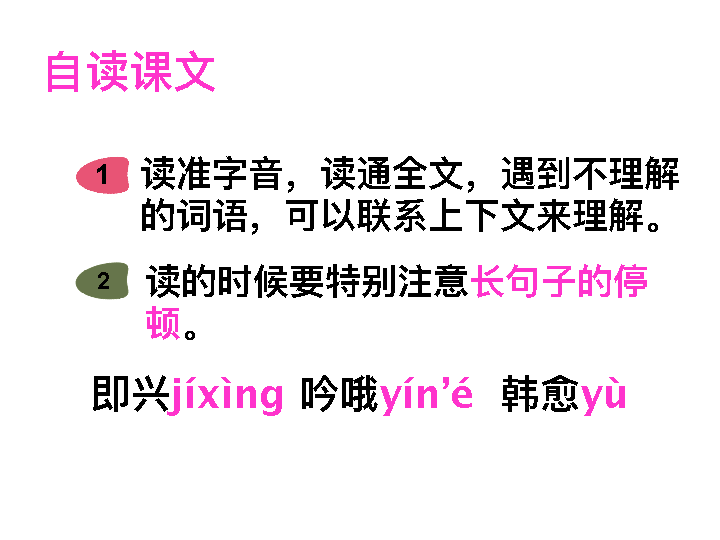 自读课文
1 读准字音，读通全文，遇到不理解
的词语，可以联系上下文来理解。
2 读的时候要特别注意长句子的停
顿。
即兴jíxìng 吟哦yín’é 韩愈yù